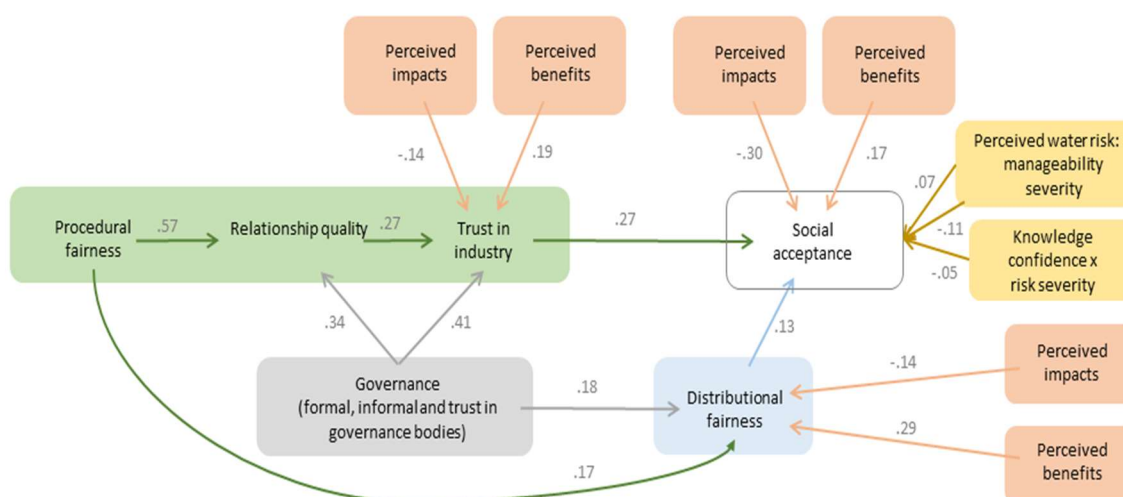 Perceived
impacts
Perceived
benefits
Perceived
impacts
Perceived
benefits
-.14
.19
-.30
.17
Perceived water risk:
manageability
severity
.07
-.11
-.05
Knowledge
confidence x
risk severity
Procedural
fairness
.57
Relationship quality
.27
Trust in
industry
.27
Social
acceptance
.34
.41
.13
Governance
(formal, informal and trust in
governance bodies)
.18
Distributional
fairness
-.14
Perceived
impacts
.29
Perceived
benefits
.17